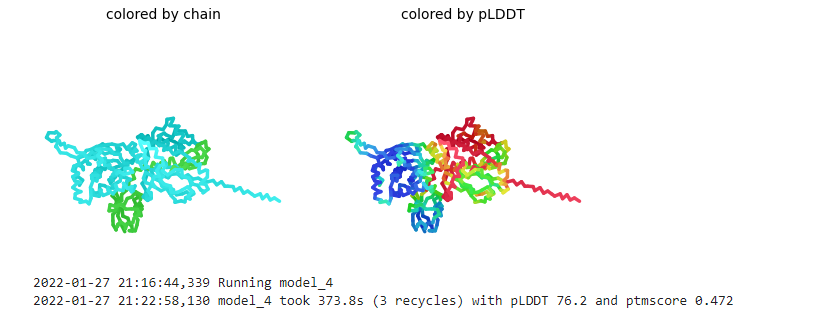 colored by chain
colored by pLDDT
2022-01-27 21:16:44,339 Running model_4
2022-01-27 21:22:58,130 model_4 took 373.8s (3 recycles) with pLDDT 76.2 and ptmscore 0.472